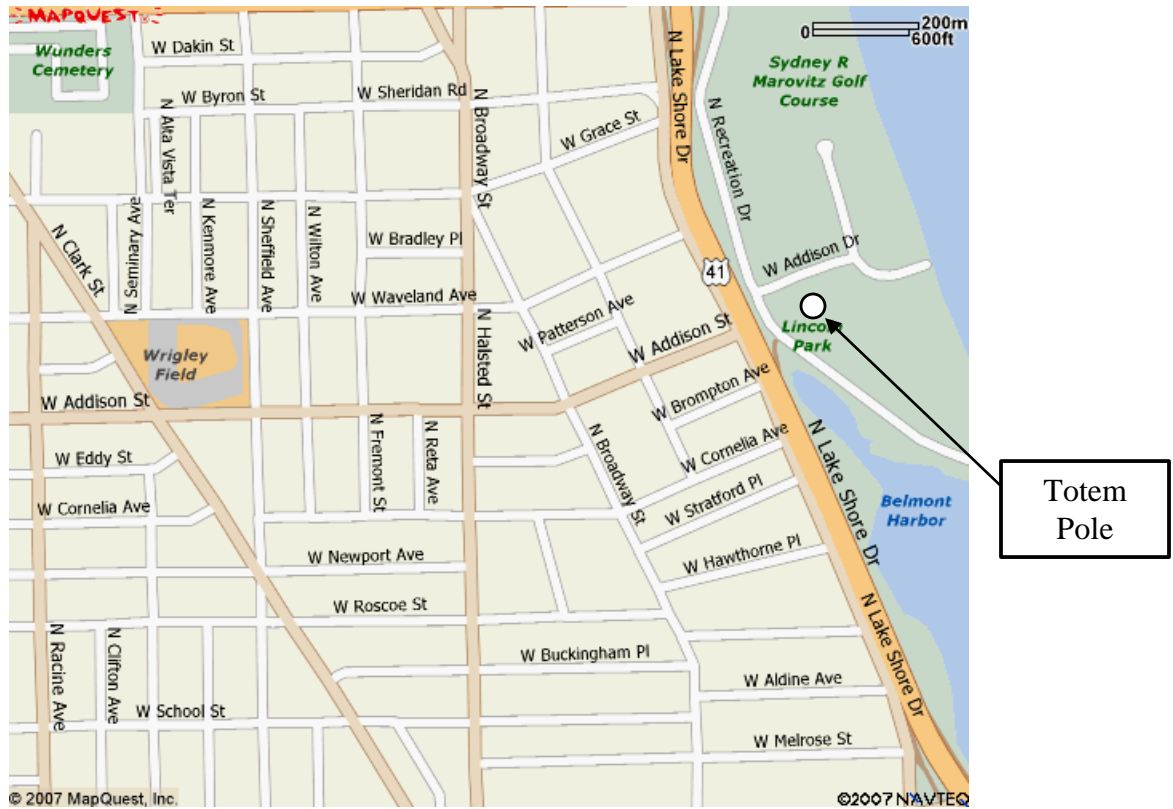 MAPQUEST
200m
0
600ft
Wunders
Cemetery
W Dakin St
N Lake Shore Dr
Sydney R
Marovitz Golf
Course
W Byron St
W Sheridan Rd
N Broadway St
N Recreation Dr
W Grace St
N Alta Vista Ter
N Seminary Ave
N Kenmore Ave
N Sheffield Ave
N Wilton Ave
N Clark St
W Bradley Pl
W Addison Dr
41
W Waveland Ave
W Patterson Ave
N Halsted St
W Addison St
Lincoln
Park
Wrigley
Field
W Addison St
W Brompton Ave
N Fremont St
N Reta Ave
N Broadway St
W Eddy St
W Cornelia Ave
N Lake Shore Dr
W Cornelia Ave
W Stratford Pl
Belmont
Harbor
Totem
Pole
W Newport Ave
W Hawthorne Pl
W Roscoe St
N Lake Shore Dr
N Racine Ave
N Clifton Ave
W Buckingham Pl
W Aldine Ave
W School St
W Melrose St
© 2007 MapQuest, Inc.
©2007 NAVTEQ